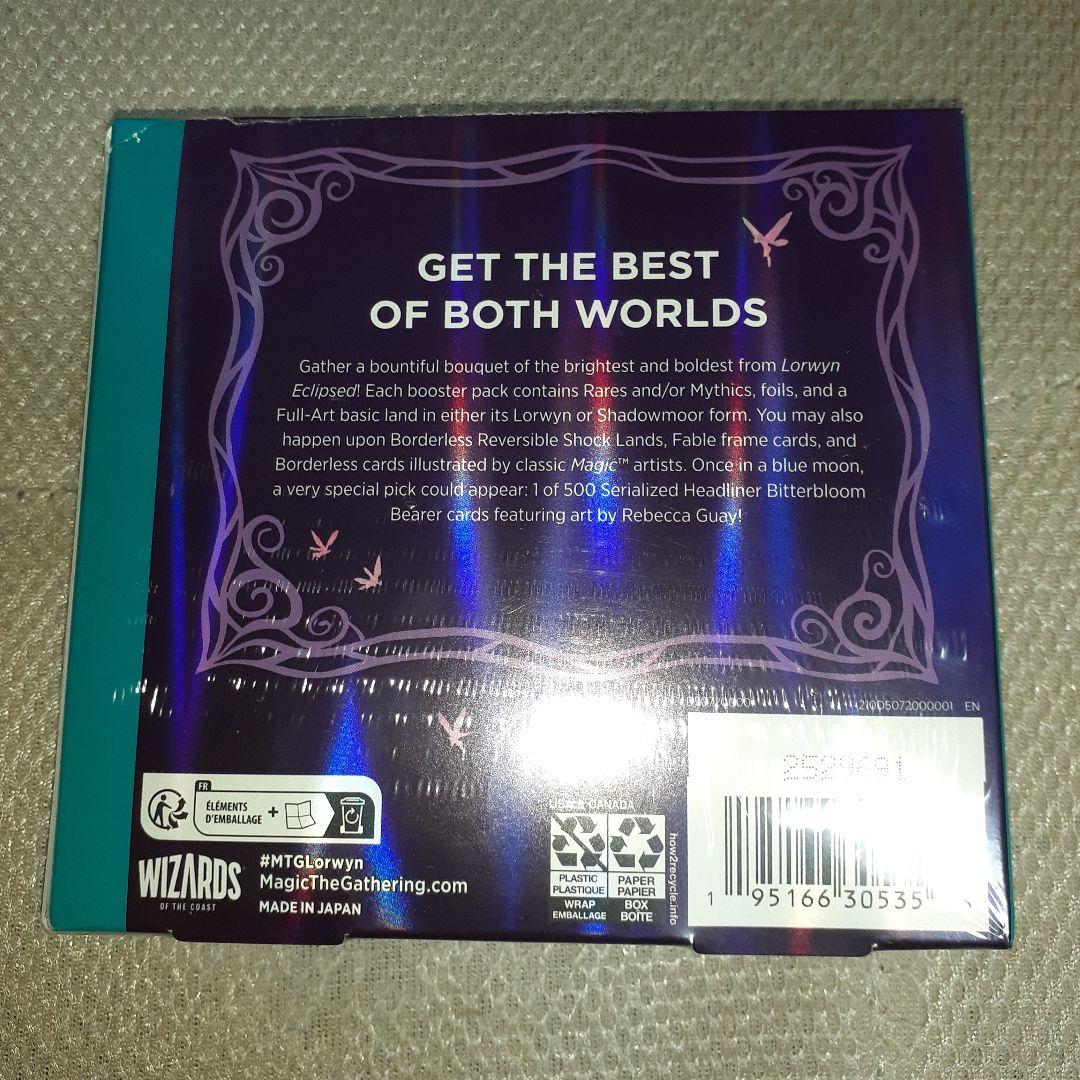 GET THE BEST
OF BOTH WORLDS
Gather a bountiful bouquet of the brightest and boldest from Lorwyn
Eclipsed! Each booster pack contains Rares and/or Mythics, foils, and a
Full-Art basic land in either its Lorwyn or Shadowmoor form. You may also
happen upon Borderless Reversible Shock Lands, Fable frame cards, and
Borderless cards illustrated by classic Magic™ artists. Once in a blue moon,
a very special pick could appear: 1 of 500 Serialized Headliner Bitterbloom
Bearer cards featuring art by Rebecca Guay!
210D5072000001 EN
FR
ÉLÉMENTS
D'EMBALLAGE
+
WIZARDS
OF THE COAST
#MTGLorwyn
MagicTheGathering.com
MADE IN JAPAN
USA & CANADA
PLASTIC
PLASTIQUE
WRAP
EMBALLAGE
PAPER
PAPIER
BOX
BOÎTE
how2recycle.info
1 95166 30535